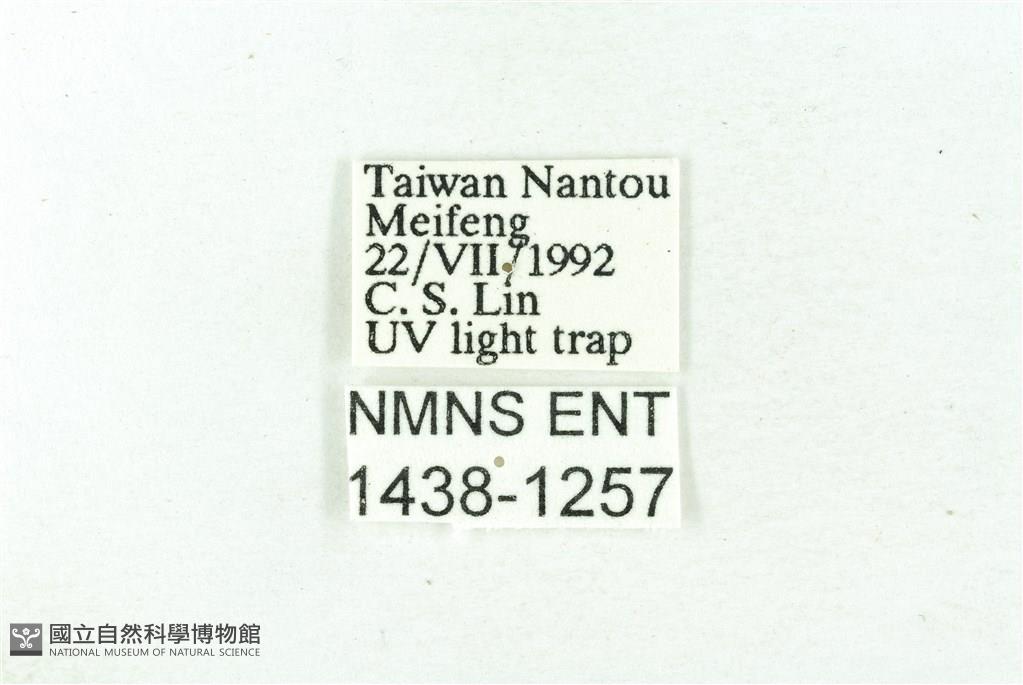 Taiwan Nantou
Meifeng
22/VII/1992
C. S. Lin
UV light trap
NMNS ENT
1438-1257
國立自然科學博物館
NATIONAL MUSEUM OF NATURAL SCIENCE